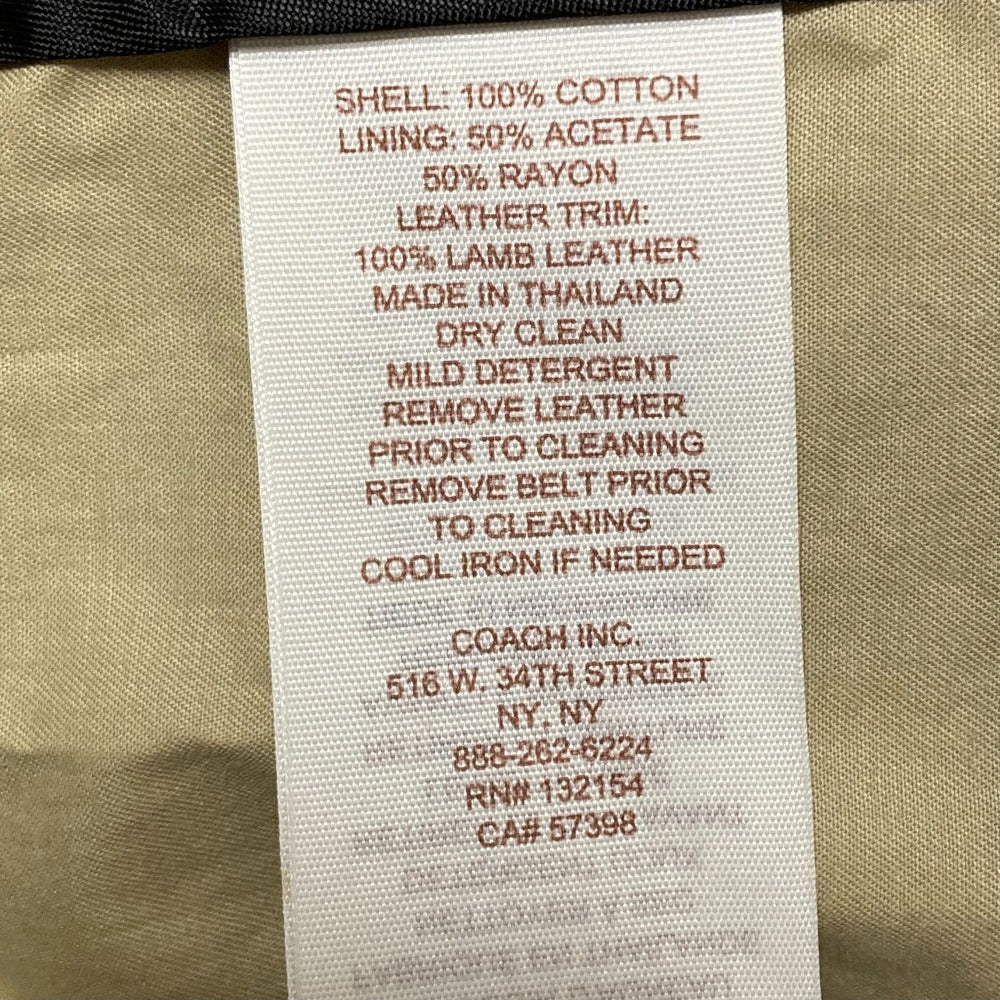 SHELL: 100% COTTON
LINING: 50% ACETATE
50% RAYON
LEATHER TRIM:
100% LAMB LEATHER
MADE IN THAILAND
DRY CLEAN
MILD DETERGENT
REMOVE LEATHER
PRIOR TO CLEANING
REMOVE BELT PRIOR
TO CLEANING
COOL IRON IF NEEDED
COACH INC.
516 W. 34TH STREET
NY, NY
888-262-6224
RN# 132154
CA# 57398